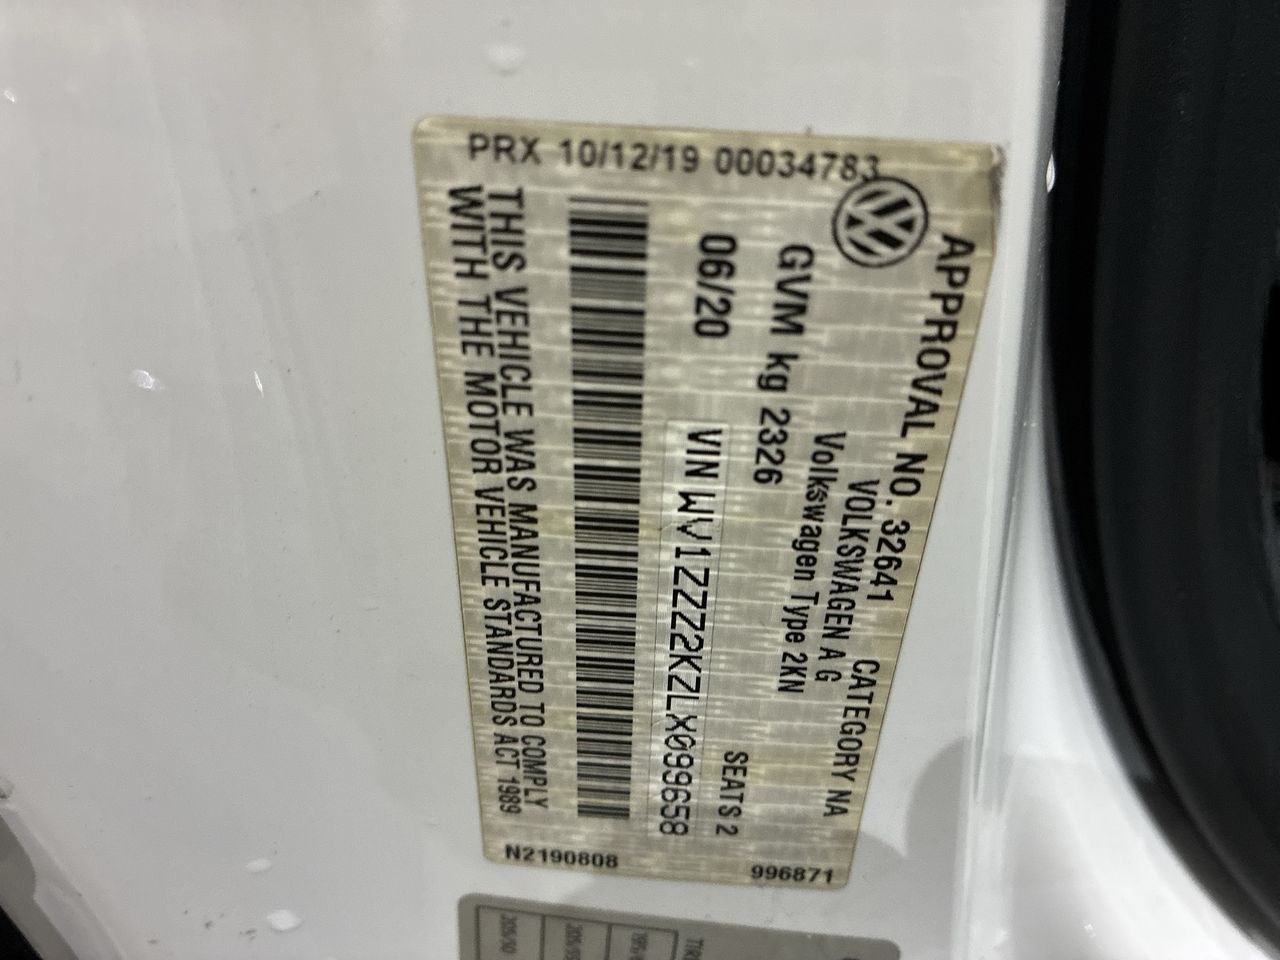 PRX 10/12/19 00034783
APPROVAL NO. 32641 CATEGORY NA
VOLKSWAGEN A G
Volkswagen Type 2KN
GVM kg 2326 SEATS 2
06/20 VIN WV1ZZZ2KZLX099658
THIS VEHICLE WAS MANUFACTURED TO COMPLY
WITH THE MOTOR VEHICLE STANDARDS ACT 1989
N2190808
996871